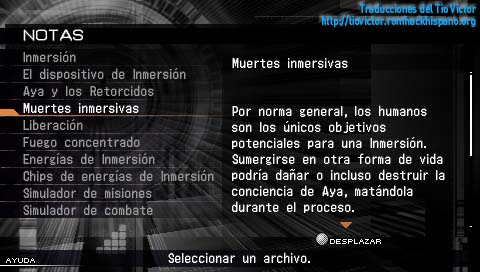 Traducciones del Tío Víctor
http://tiovictor.romhackhispano.org
NOTAS
Inmersión
El dispositivo de Inmersión
Aya y los Retorcidos
Muertes inmersivas
Liberación
Fuego concentrado
Energías de Inmersión
Chips de energías de Inmersión
Simulador de misiones
Simulador de combate
Muertes inmersivas
Por norma general, los humanos
son los únicos objetivos
potenciales para una Inmersión.
Sumergirse en otra forma de vida
podría dañar o incluso destruir la
conciencia de Aya, matándola
durante el proceso.
DESPLAZAR
AYUDA
Seleccionar un archivo.